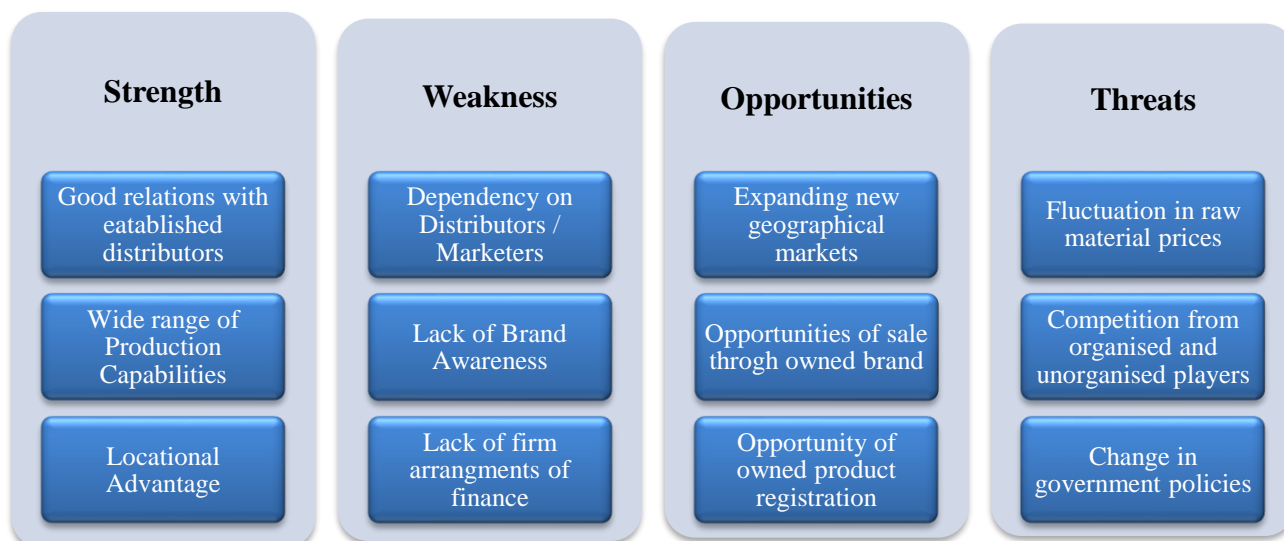 Strength
Good relations with
eatablished
distributors
Wide range of
Production
Capabilities
Locational
Advantage
Weakness
Dependency on
Distributors /
Marketers
Lack of Brand
Awareness
Lack of firm
arrangments of
finance
Opportunities
Expanding new
geographical
markets
Opportunities of sale
throgh owned brand
Opportunity of
owned product
registration
Threats
Fluctuation in raw
material prices
Competition from
organised and
unorganised players
Change in
government policies